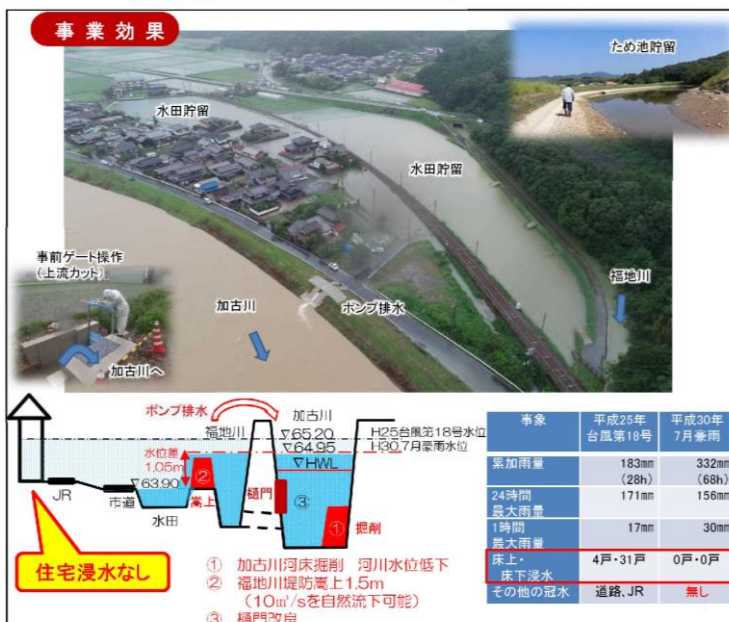 事業効果
ため池貯留
水田貯留
水田貯留
福地川
事前ゲート操作
(上流カット)
加古川
ポンプ排水
加古川へ
ポンプ排水
福地川
加古川
水位差
1.05m
▽65.20
▽64.95
▽HWL
H25台風第18号水位
H30.7月豪雨水位
▽63.90
②
③
①
JR
市道
水田
嵩上
樋門
掘削
住宅浸水なし
① 加古川河床掘削 河川水位低下
② 福地川堤防嵩上1.5m
(10㎥/sを自然流下可能)
③ 樋門改良
事象 平成25年 台風第18号 平成30年 7月豪雨
累加雨量 183mm (28h) 332mm (68h)
24時間 最大雨量 171mm 156mm
1時間 最大雨量 17mm 30mm
床上・ 床下浸水 4戸・31戸 0戸・0戸
その他の冠水 道路、JR 無し